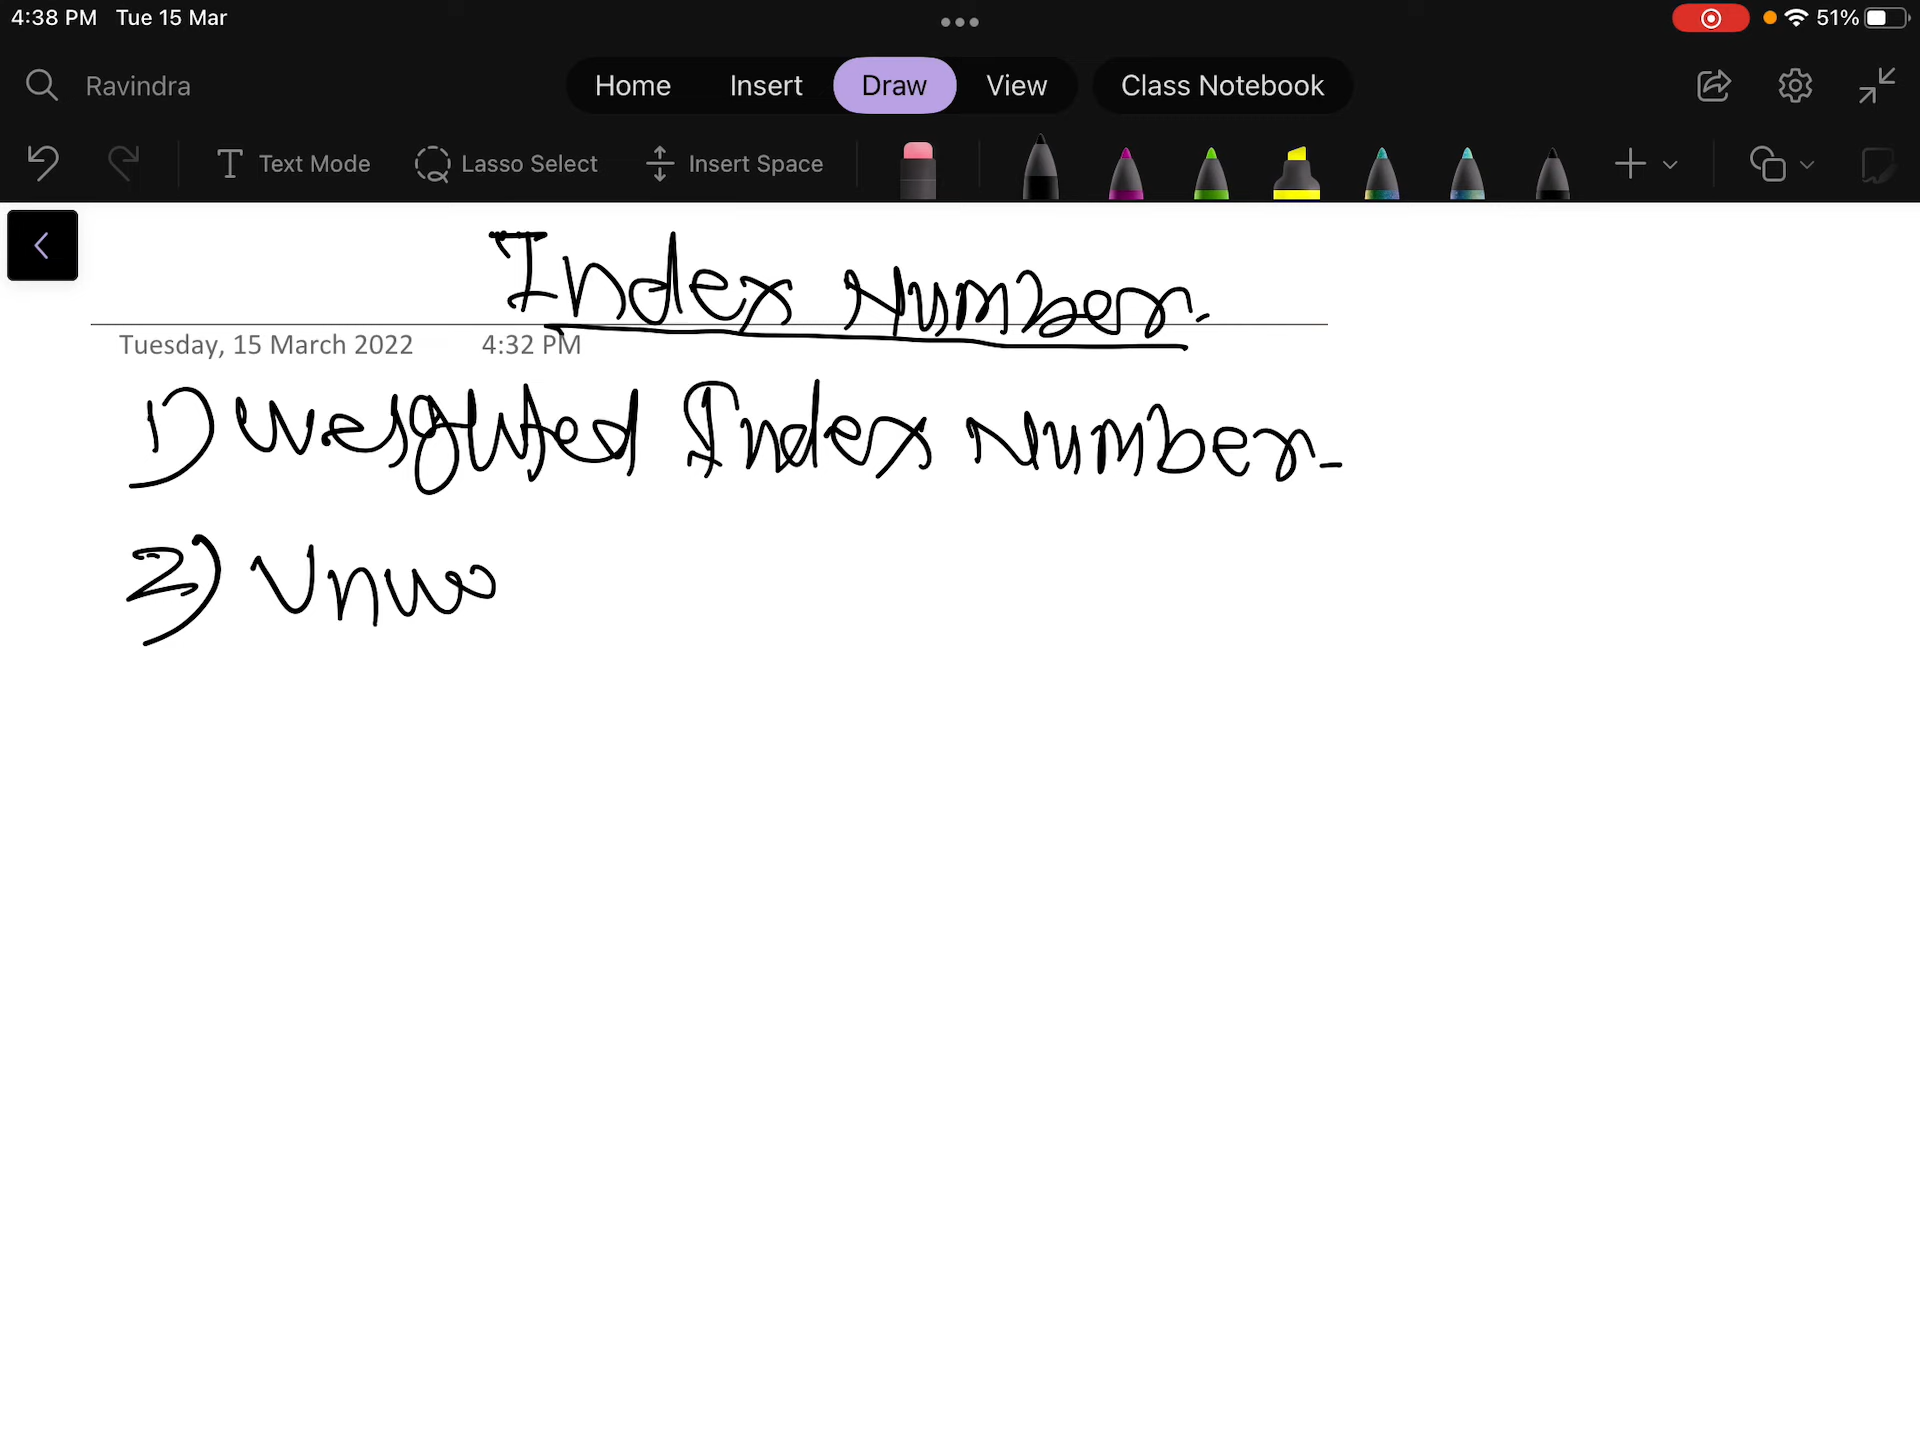 4:38 PM Tue 15 Mar 51%
Ravindra Home Insert Draw View Class Notebook
T Text Mode Lasso Select Insert Space
Index Number.
Tuesday, 15 March 2022 4:32 PM
1) Weighted Index Number-
2) Unw